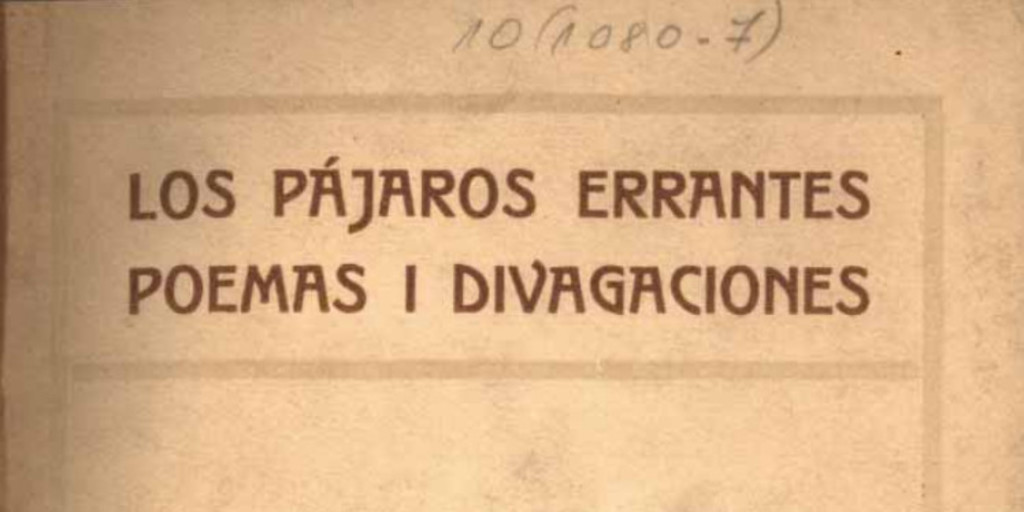 10(1080-7)
LOS PÁJAROS ERRANTES
POEMAS I DIVAGACIONES